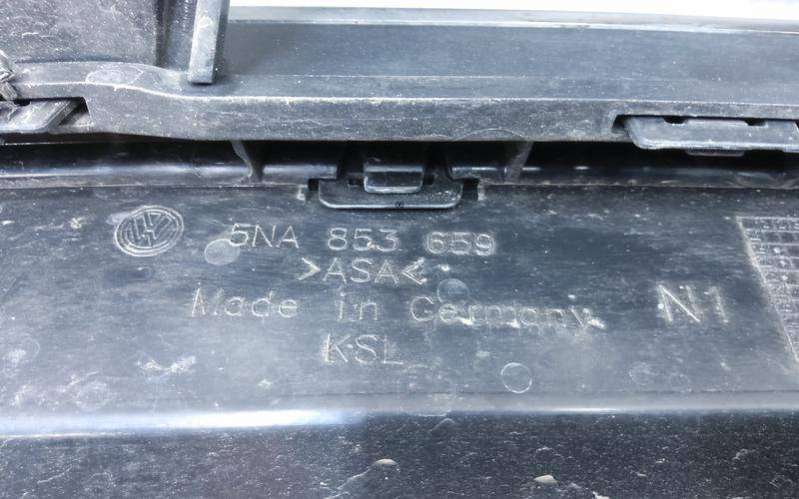 5NA 853 659
>ASA<
Made in Germany N1
KSL